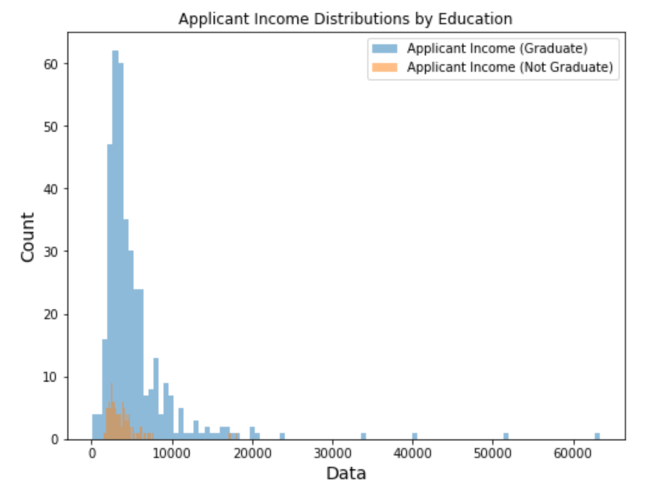 Applicant Income Distributions by Education
Applicant Income (Graduate)
Applicant Income (Not Graduate)
60
50
40
30
20
10
0
Count
0 10000 20000 30000 40000 50000 60000
Data